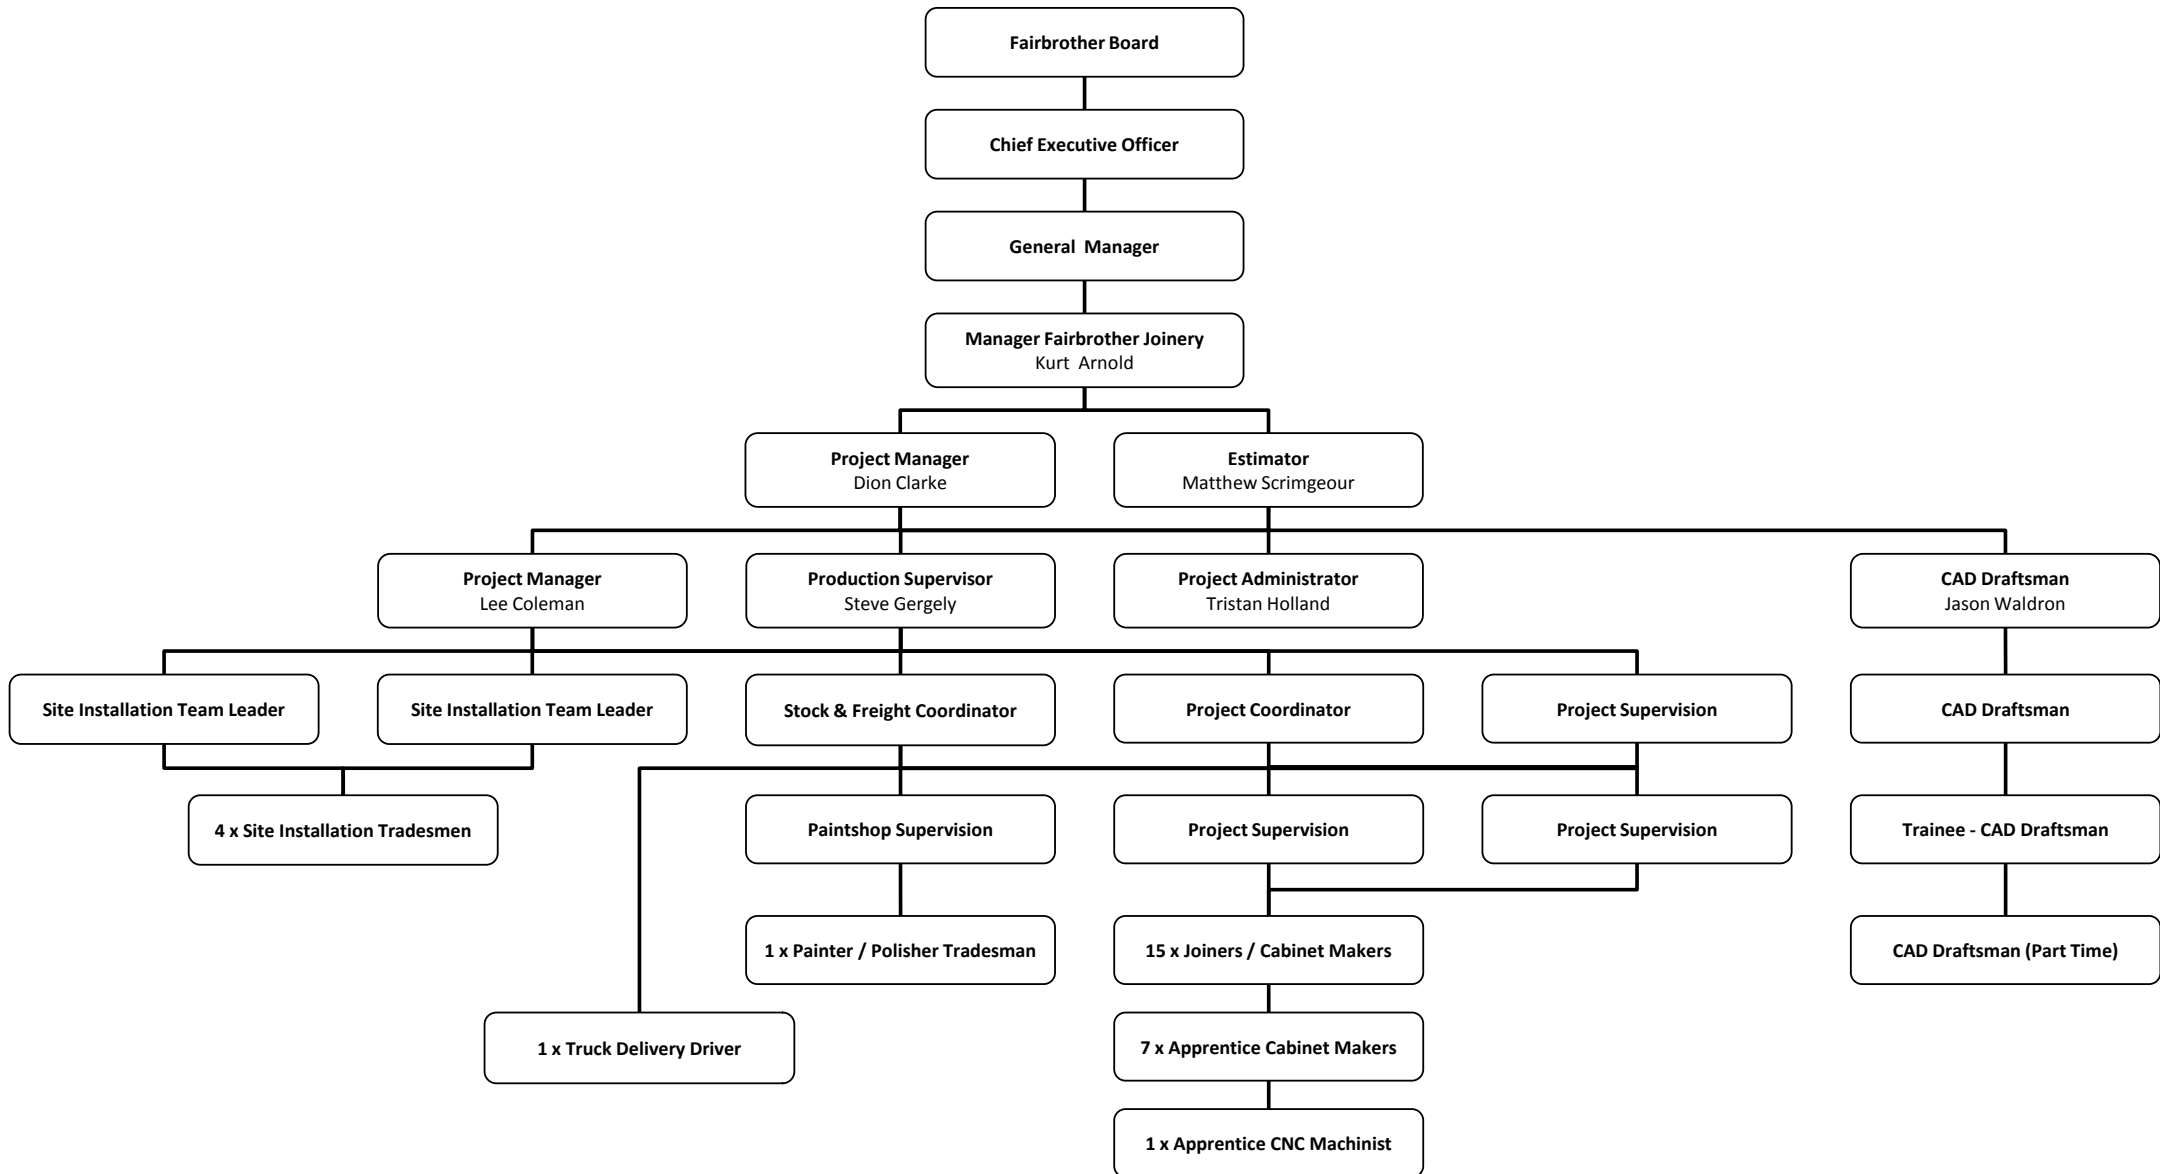 Fairbrother Board
Chief Executive Officer
General Manager
Manager Fairbrother Joinery
Kurt Arnold
Project Manager
Dion Clarke
Estimator
Matthew Scrimgeour
Project Manager
Lee Coleman
Production Supervisor
Steve Gergely
Project Administrator
Tristan Holland
CAD Draftsman
Jason Waldron
Site Installation Team Leader
Site Installation Team Leader
Stock & Freight Coordinator
Project Coordinator
Project Supervision
CAD Draftsman
4 x Site Installation Tradesmen
Paintshop Supervision
Project Supervision
Project Supervision
Trainee - CAD Draftsman
1 x Painter / Polisher Tradesman
15 x Joiners / Cabinet Makers
CAD Draftsman (Part Time)
1 x Truck Delivery Driver
7 x Apprentice Cabinet Makers
1 x Apprentice CNC Machinist